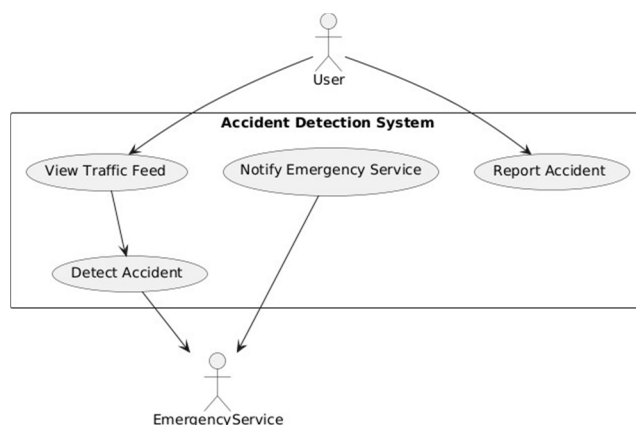 User
Accident Detection System
View Traffic Feed
Notify Emergency Service
Report Accident
Detect Accident
EmergencyService